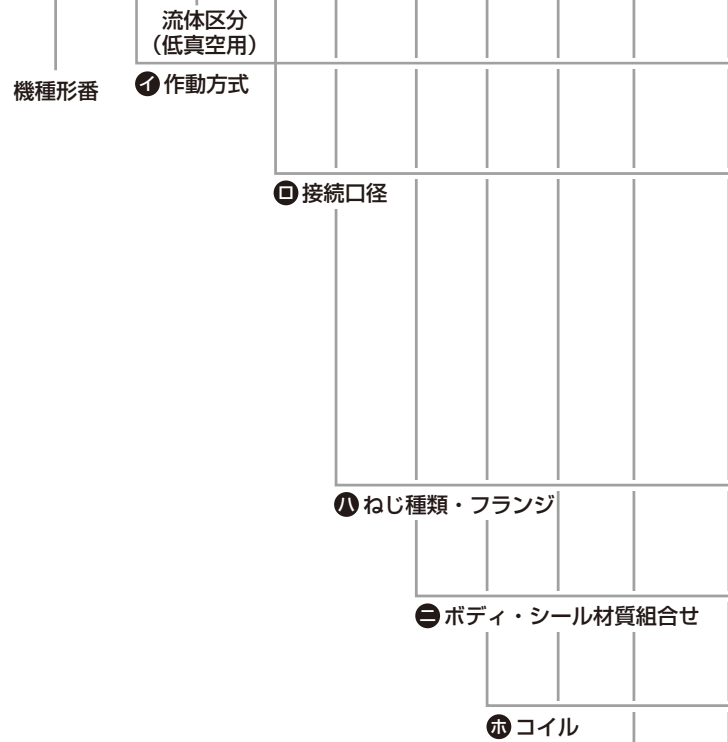 流体区分
（低真空用）
機種形番
イ 作動方式
ロ 接続口径
ハ ねじ種類・フランジ
ニ ボディ・シール材質組合せ
ホ コイル